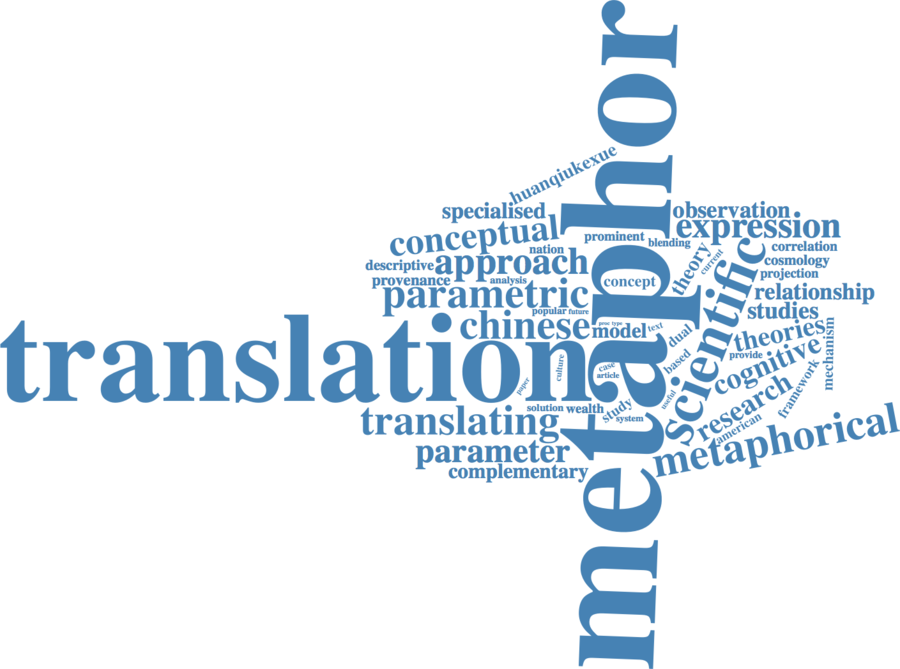 metaphor
huanqiukexue
specialised
observation
conceptual
expression
prominent
blending
nation
correlation
descriptive
approach
theory
current
cosmology
provenance
analysis
concept
projection
parametric
relationship
popular
future
scientific
studies
chinese
model
text
dual
theories
mechanism
translation
culture
case
article
based
provide
cognitive
paper
useful
framework
translating
solution
wealth
study
system
research
american
metaphorical
parameter
complementary